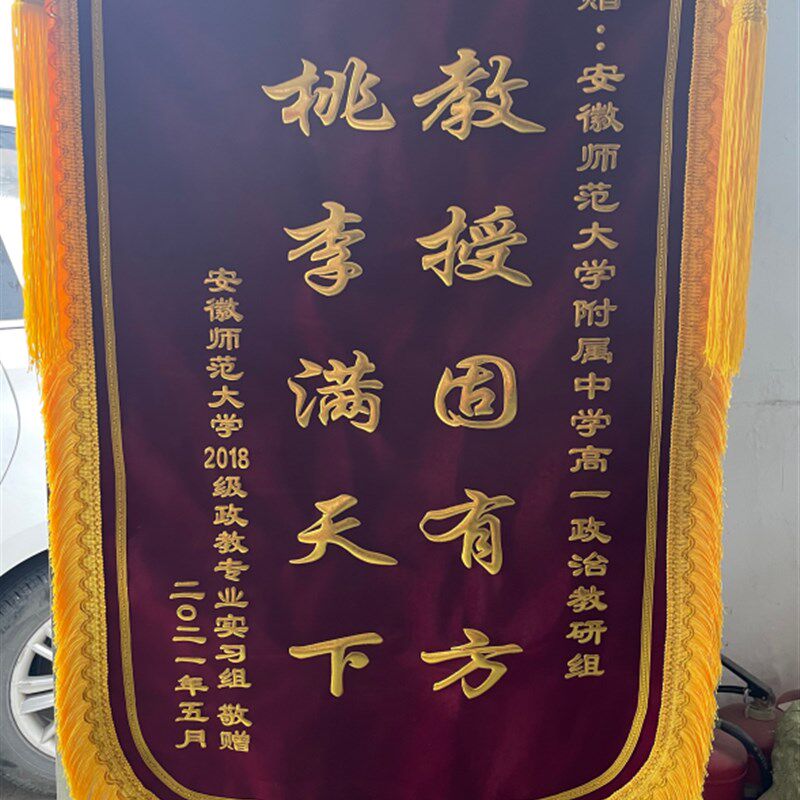 赠：安徽师范大学附属中学高一政治教研组
教授固有方
桃李满天下
安徽师范大学2018级政教专业实习组 敬赠
二〇二一年五月